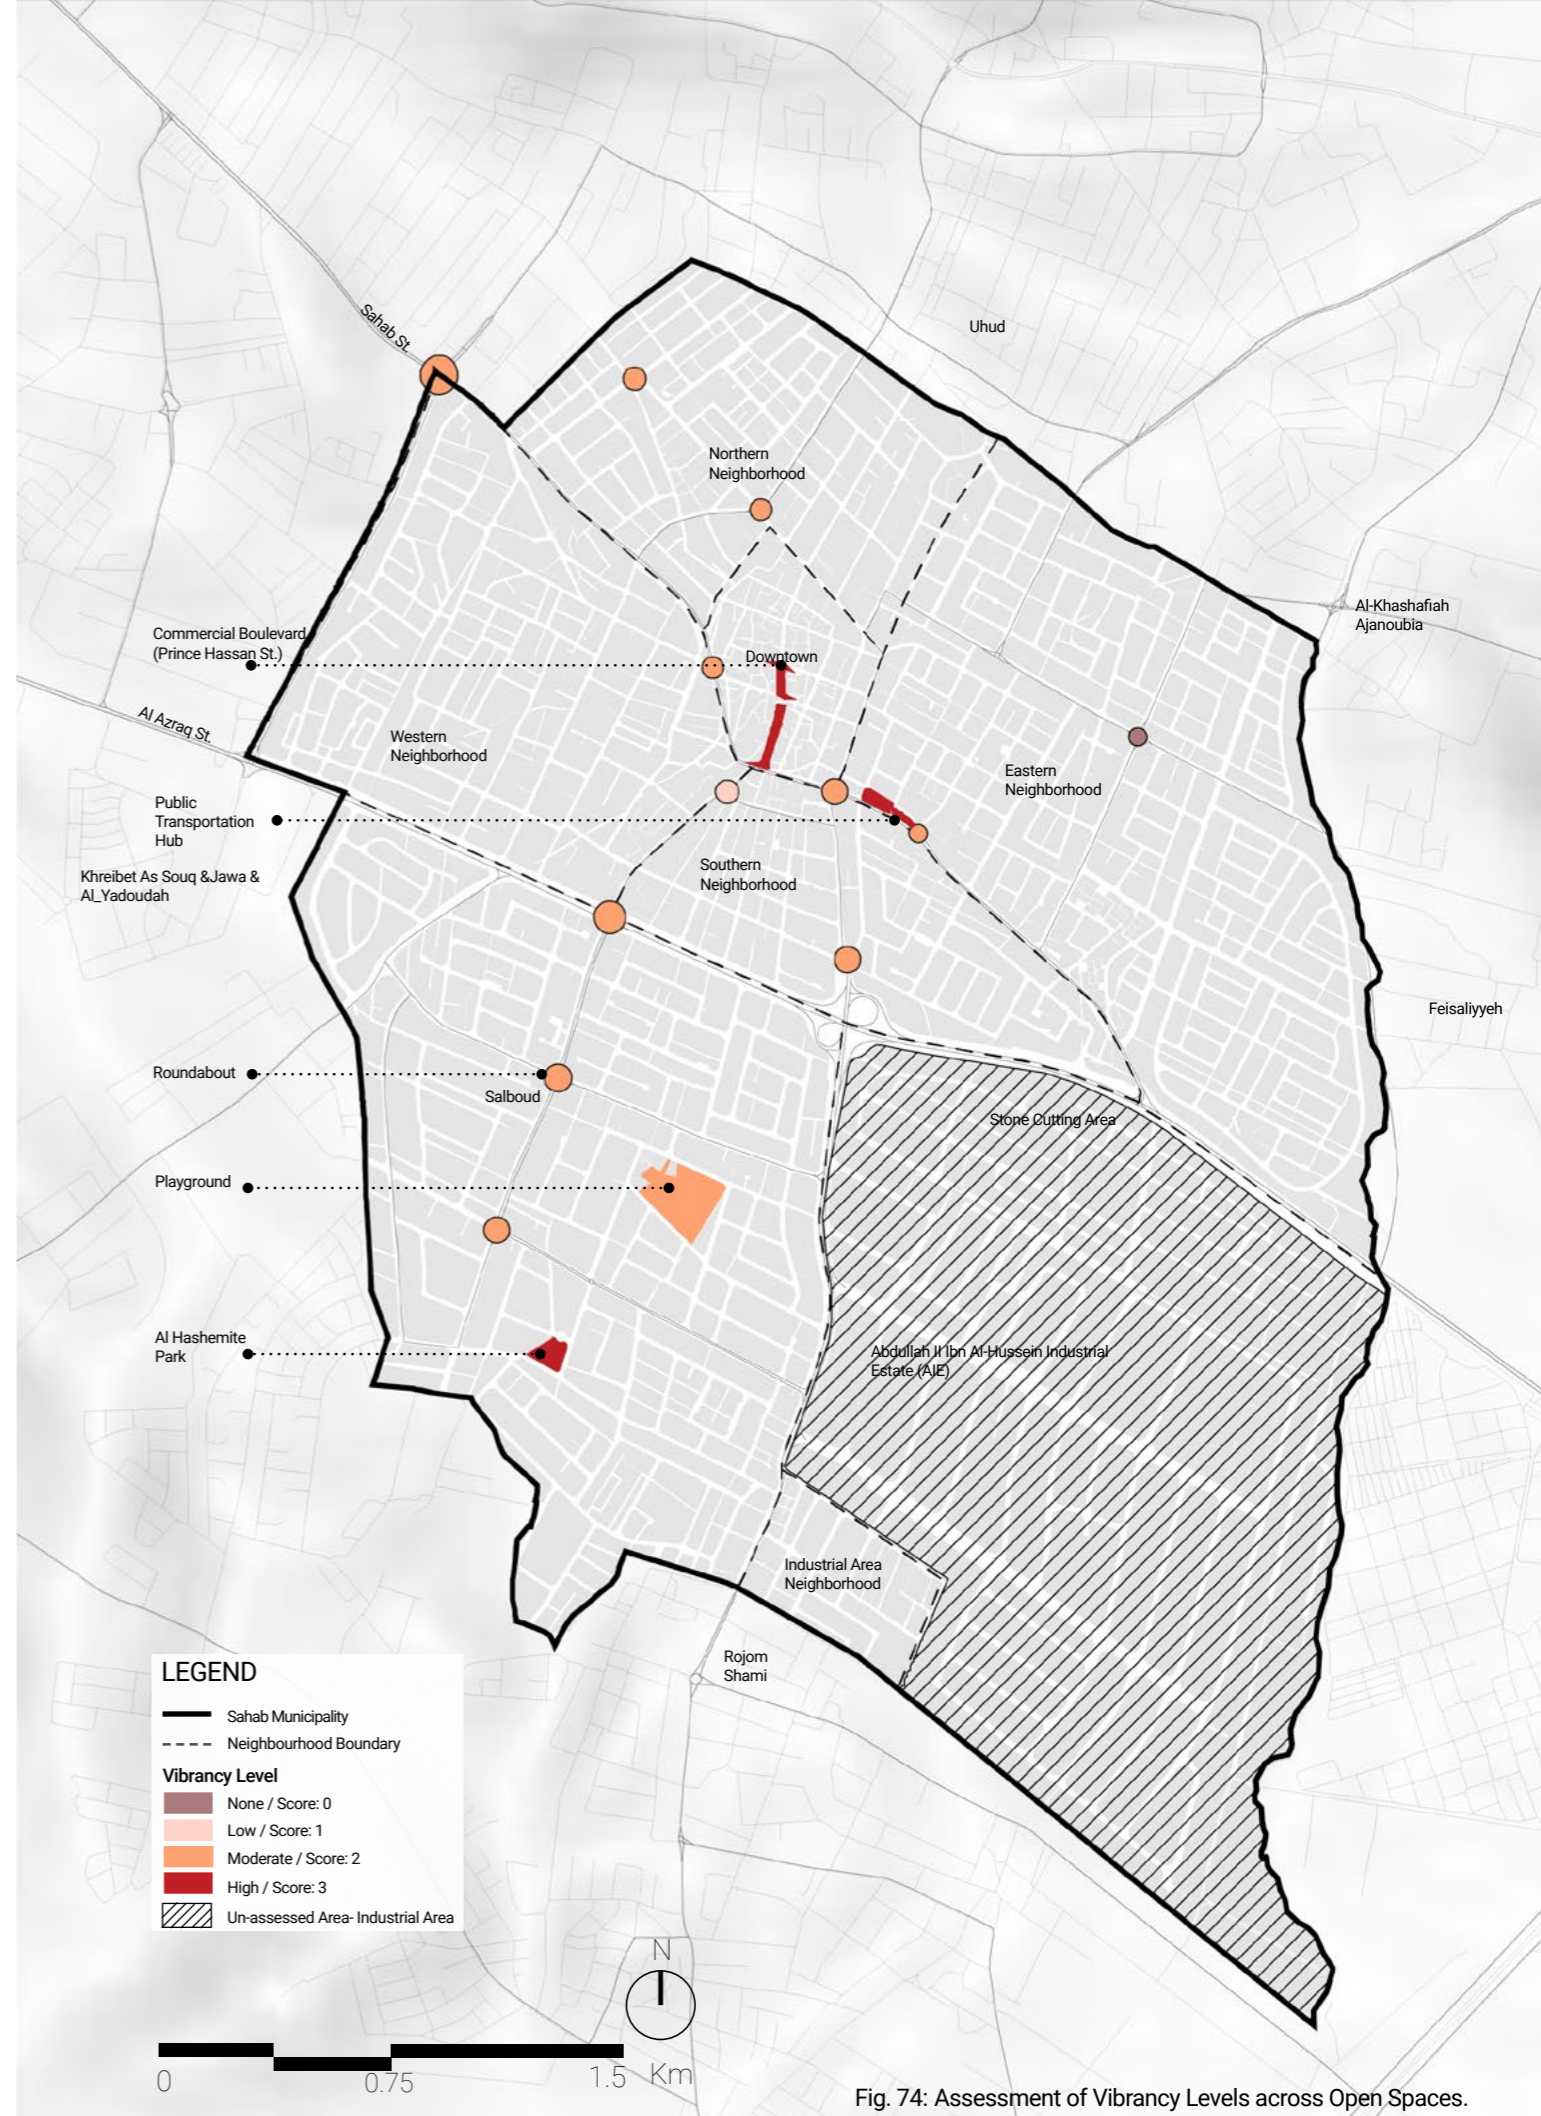 Sahab St.
Uhud
Northern
Neighborhood
Al-Khashafiah
Ajanoubia
Commercial Boulevard
(Prince Hassan St.)
Downtown
Al Azraq St.
Western
Neighborhood
Eastern
Neighborhood
Public
Transportation
Hub
Khreibet As Souq &Jawa &
Al_Yadoudah
Southern
Neighborhood
Feisaliyyeh
Roundabout
Salboud
Stone Cutting Area
Playground
Al Hashemite
Park
Abdullah II Ibn Al-Hussein Industrial
Estate (AIE)
Industrial Area
Neighborhood
Rojom
Shami
LEGEND
Sahab Municipality
Neighbourhood Boundary
Vibrancy Level
None / Score: 0
Low / Score: 1
Moderate / Score: 2
High / Score: 3
Un-assessed Area- Industrial Area
N
0
0.75
1.5
Km
Fig. 74: Assessment of Vibrancy Levels across Open Spaces.